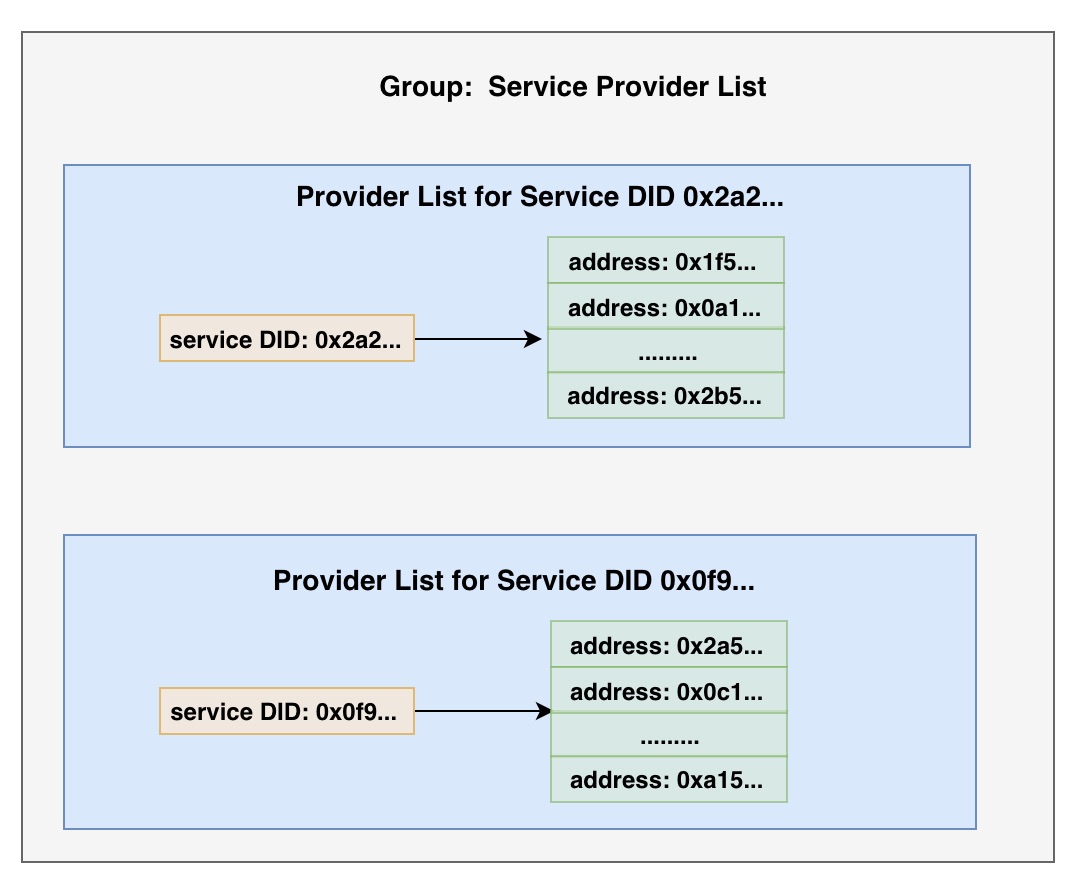 Group:  Service Provider List
Provider List for Service DID 0x2a2...
address: 0x1f5...
address: 0x0a1...
service DID: 0x2a2...
.........
address: 0x2b5...
Provider List for Service DID 0x0f9...
address: 0x2a5...
address: 0x0c1...
service DID: 0x0f9...
.........
address: 0xa15...